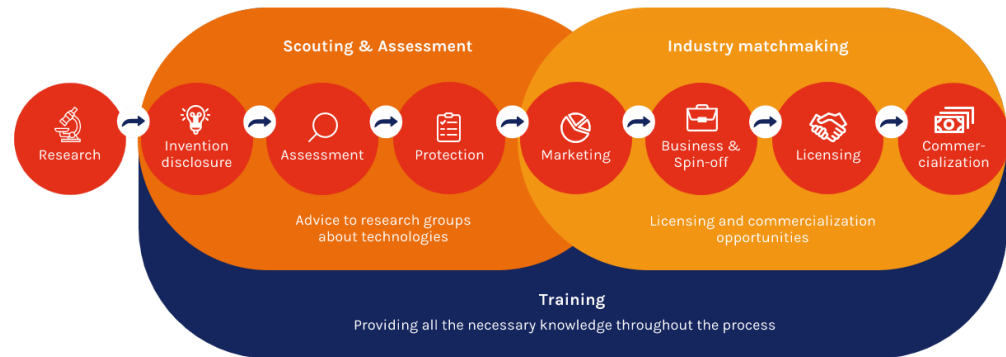 Scouting & Assessment
Industry matchmaking
Research
Invention
disclosure
Assessment
Protection
Marketing
Business &
Spin-off
Licensing
Commer-
cialization
Advice to research groups
about technologies
Licensing and commercialization
opportunities
Training
Providing all the necessary knowledge throughout the process